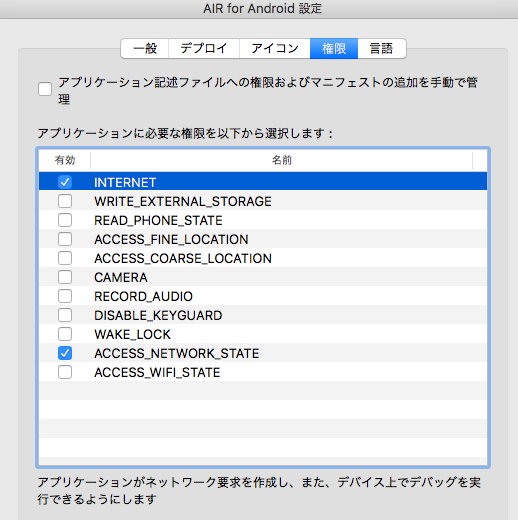 AIR for Android 設定
一般 デプロイ アイコン 権限 言語
アプリケーション記述ファイルへの権限およびマニフェストの追加を手動で管
理
アプリケーションに必要な権限を以下から選択します：
有効 名前
INTERNET
WRITE_EXTERNAL_STORAGE
READ_PHONE_STATE
ACCESS_FINE_LOCATION
ACCESS_COARSE_LOCATION
CAMERA
RECORD_AUDIO
DISABLE_KEYGUARD
WAKE_LOCK
ACCESS_NETWORK_STATE
ACCESS_WIFI_STATE
アプリケーションがネットワーク要求を作成し、また、デバイス上でデバッグを実
行できるようにします